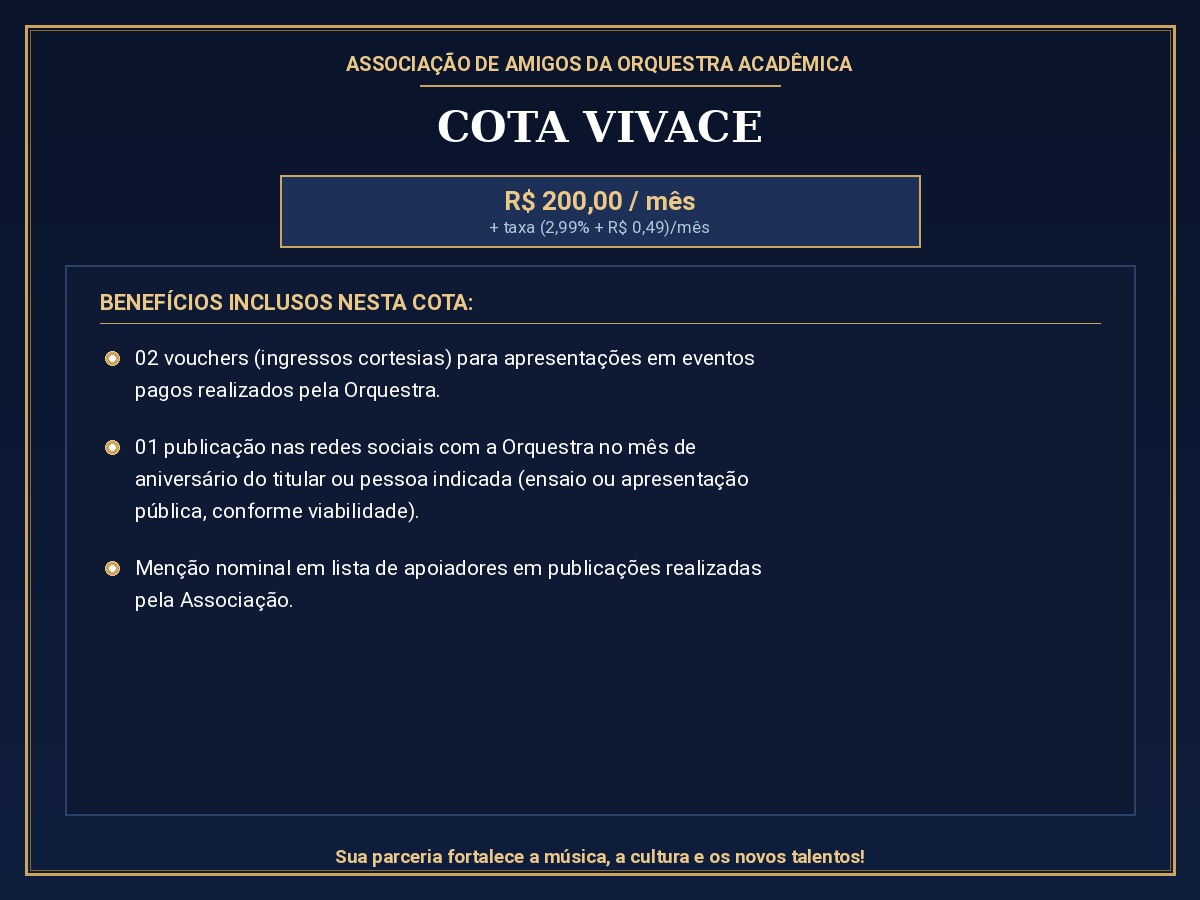 ASSOCIAÇÃO DE AMIGOS DA ORQUESTRA ACADÊMICA
COTA VIVACE
R$ 200,00 / mês
+ taxa (2,99% + R$ 0,49)/mês
BENEFÍCIOS INCLUSOS NESTA COTA:
02 vouchers (ingressos cortesias) para apresentações em eventos
pagos realizados pela Orquestra.
01 publicação nas redes sociais com a Orquestra no mês de
aniversário do titular ou pessoa indicada (ensaio ou apresentação
pública, conforme viabilidade).
Menção nominal em lista de apoiadores em publicações realizadas
pela Associação.
Sua parceria fortalece a música, a cultura e os novos talentos!